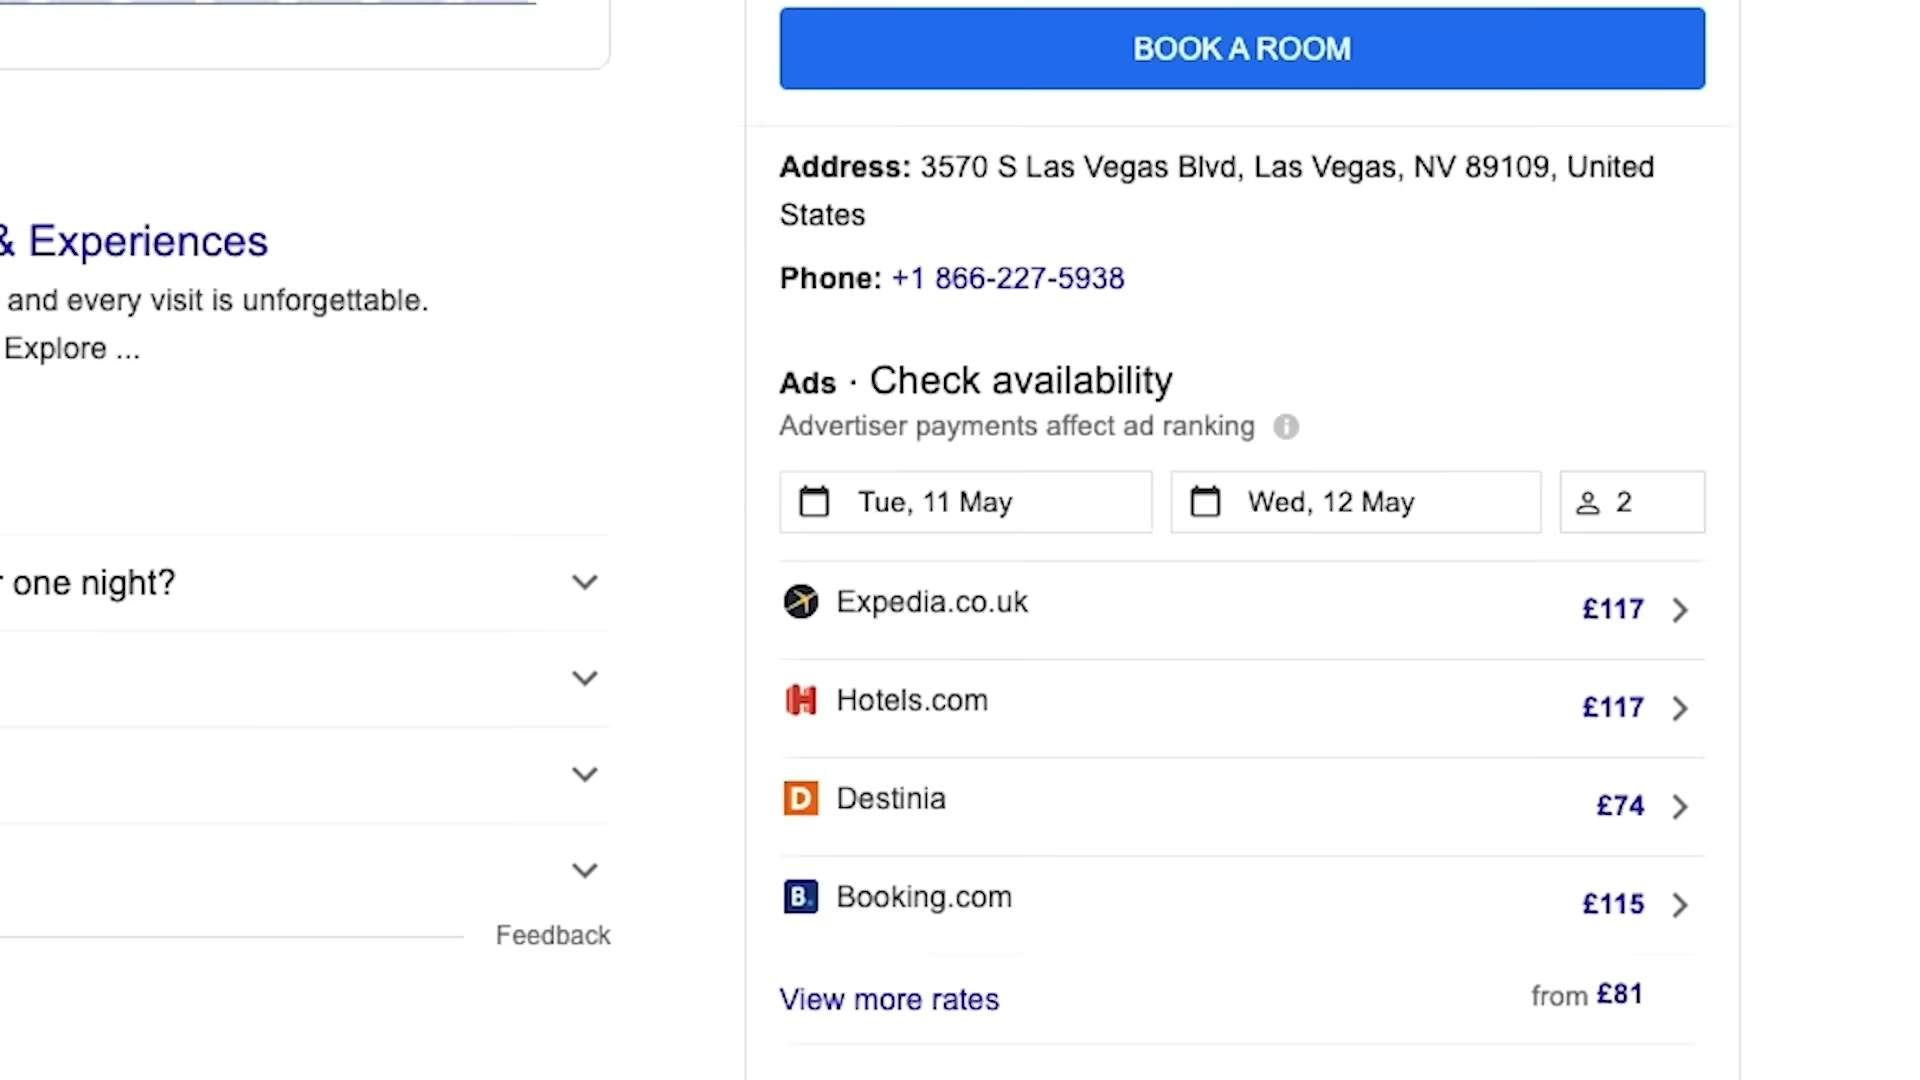 & Experiences
and every visit is unforgettable.
Explore ...
one night?
Feedback
BOOK A ROOM
Address: 3570 S Las Vegas Blvd, Las Vegas, NV 89109, United
States
Phone: +1 866-227-5938
Ads · Check availability
Advertiser payments affect ad ranking
Tue, 11 May
Wed, 12 May
2
Expedia.co.uk £117
Hotels.com £117
D Destinia £74
B. Booking.com £115
View more rates from £81